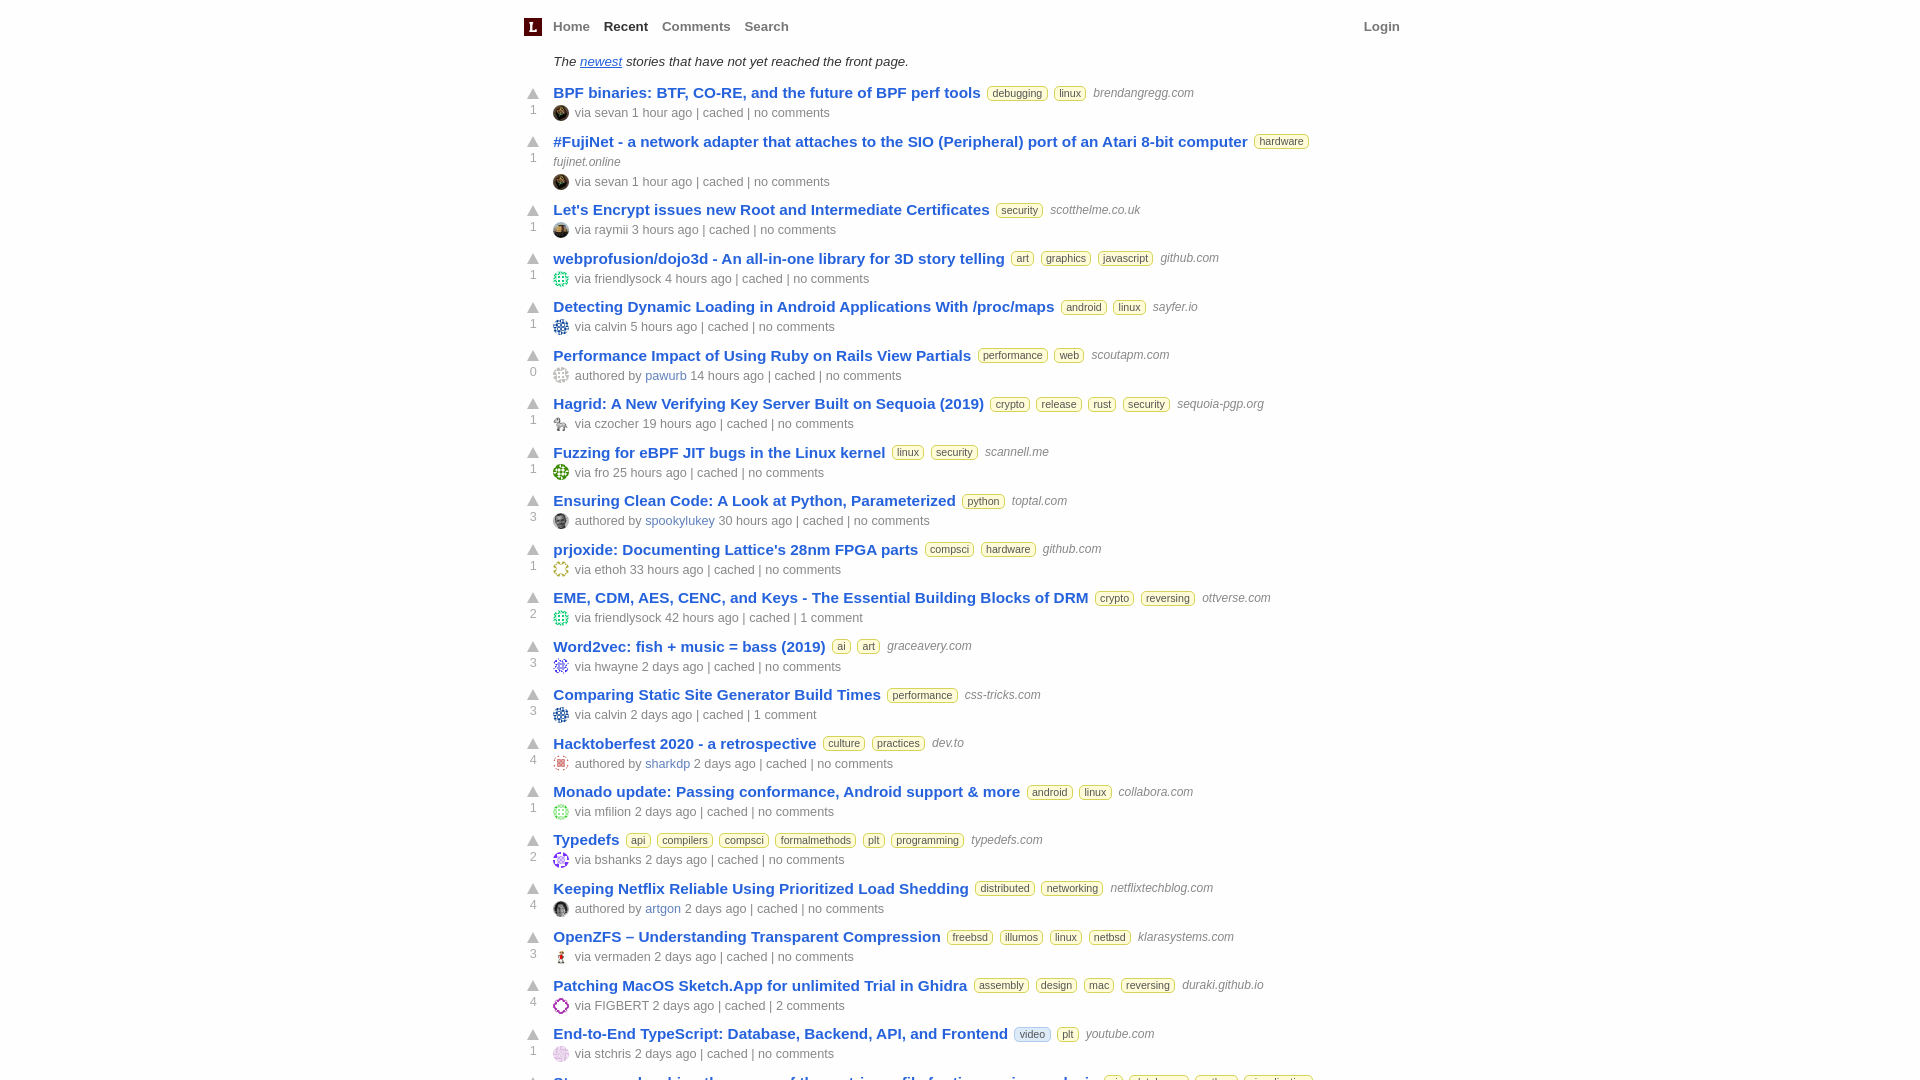 L Home Recent Comments Search Login
The newest stories that have not yet reached the front page.
BPF binaries: BTF, CO-RE, and the future of BPF perf tools debugging linux brendangregg.com
1
via sevan 1 hour ago | cached | no comments
#FujiNet - a network adapter that attaches to the SIO (Peripheral) port of an Atari 8-bit computer hardware
1
fujinet.online
via sevan 1 hour ago | cached | no comments
Let's Encrypt issues new Root and Intermediate Certificates security scotthelme.co.uk
1
via raymii 3 hours ago | cached | no comments
webprofusion/dojo3d - An all-in-one library for 3D story telling art graphics javascript github.com
1
via friendlysock 4 hours ago | cached | no comments
Detecting Dynamic Loading in Android Applications With /proc/maps android linux sayfer.io
1
via calvin 5 hours ago | cached | no comments
Performance Impact of Using Ruby on Rails View Partials performance web scoutapm.com
0
authored by pawurb 14 hours ago | cached | no comments
Hagrid: A New Verifying Key Server Built on Sequoia (2019) crypto release rust security sequoia-pgp.org
1
via czocher 19 hours ago | cached | no comments
Fuzzing for eBPF JIT bugs in the Linux kernel linux security scannell.me
1
via fro 25 hours ago | cached | no comments
Ensuring Clean Code: A Look at Python, Parameterized python toptal.com
3
authored by spookylukey 30 hours ago | cached | no comments
prjoxide: Documenting Lattice's 28nm FPGA parts compsci hardware github.com
1
via ethoh 33 hours ago | cached | no comments
EME, CDM, AES, CENC, and Keys - The Essential Building Blocks of DRM crypto reversing ottverse.com
2
via friendlysock 42 hours ago | cached | 1 comment
Word2vec: fish + music = bass (2019) ai art graceavery.com
3
via hwayne 2 days ago | cached | no comments
Comparing Static Site Generator Build Times performance css-tricks.com
3
via calvin 2 days ago | cached | 1 comment
Hacktoberfest 2020 - a retrospective culture practices dev.to
4
authored by sharkdp 2 days ago | cached | no comments
Monado update: Passing conformance, Android support & more android linux collabora.com
1
via mfilion 2 days ago | cached | no comments
Typedefs api compilers compsci formalmethods plt programming typedefs.com
2
via bshanks 2 days ago | cached | no comments
Keeping Netflix Reliable Using Prioritized Load Shedding distributed networking netflixtechblog.com
4
authored by artgon 2 days ago | cached | no comments
OpenZFS – Understanding Transparent Compression freebsd illumos linux netbsd klarasystems.com
3
via vermaden 2 days ago | cached | no comments
Patching MacOS Sketch.App for unlimited Trial in Ghidra assembly design mac reversing duraki.github.io
4
via FIGBERT 2 days ago | cached | 2 comments
End-to-End TypeScript: Database, Backend, API, and Frontend video plt youtube.com
1
via stchris 2 days ago | cached | no comments